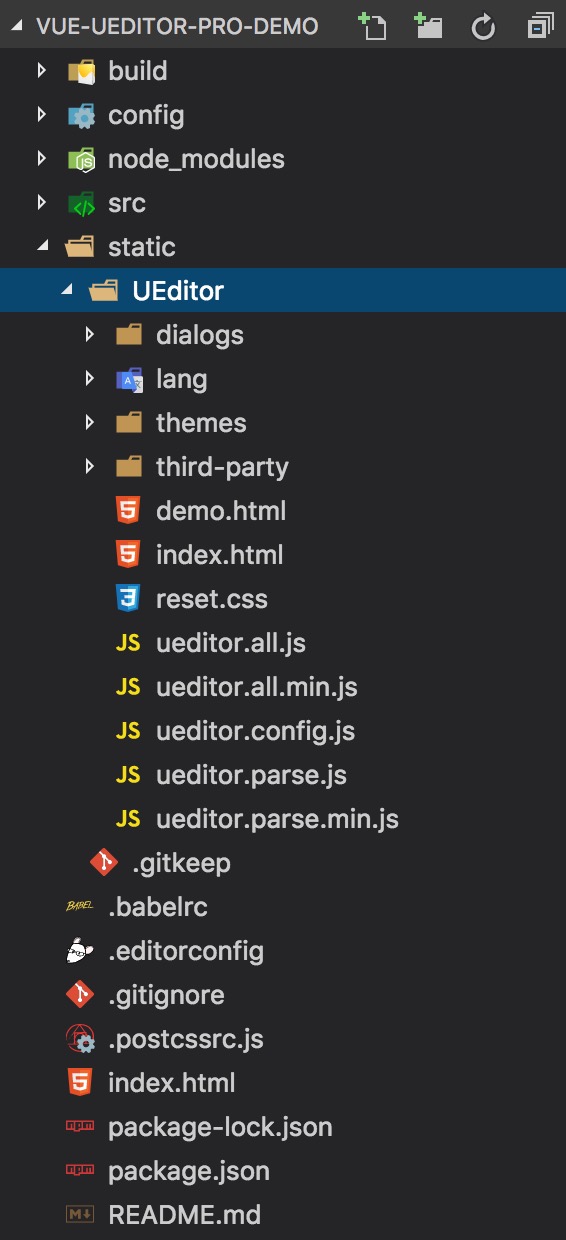 VUE-UEDITOR-PRO-DEMO
build
config
node_modules
src
static
UEditor
dialogs
lang
themes
third-party
demo.html
index.html
reset.css
JS ueditor.all.js
JS ueditor.all.min.js
JS ueditor.config.js
JS ueditor.parse.js
JS ueditor.parse.min.js
.gitkeep
BABEL .babelrc
.editorconfig
.gitignore
.postcssrc.js
index.html
package-lock.json
package.json
README.md